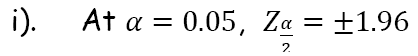 i). At α = 0.05, Z_{α/2} = ±1.96